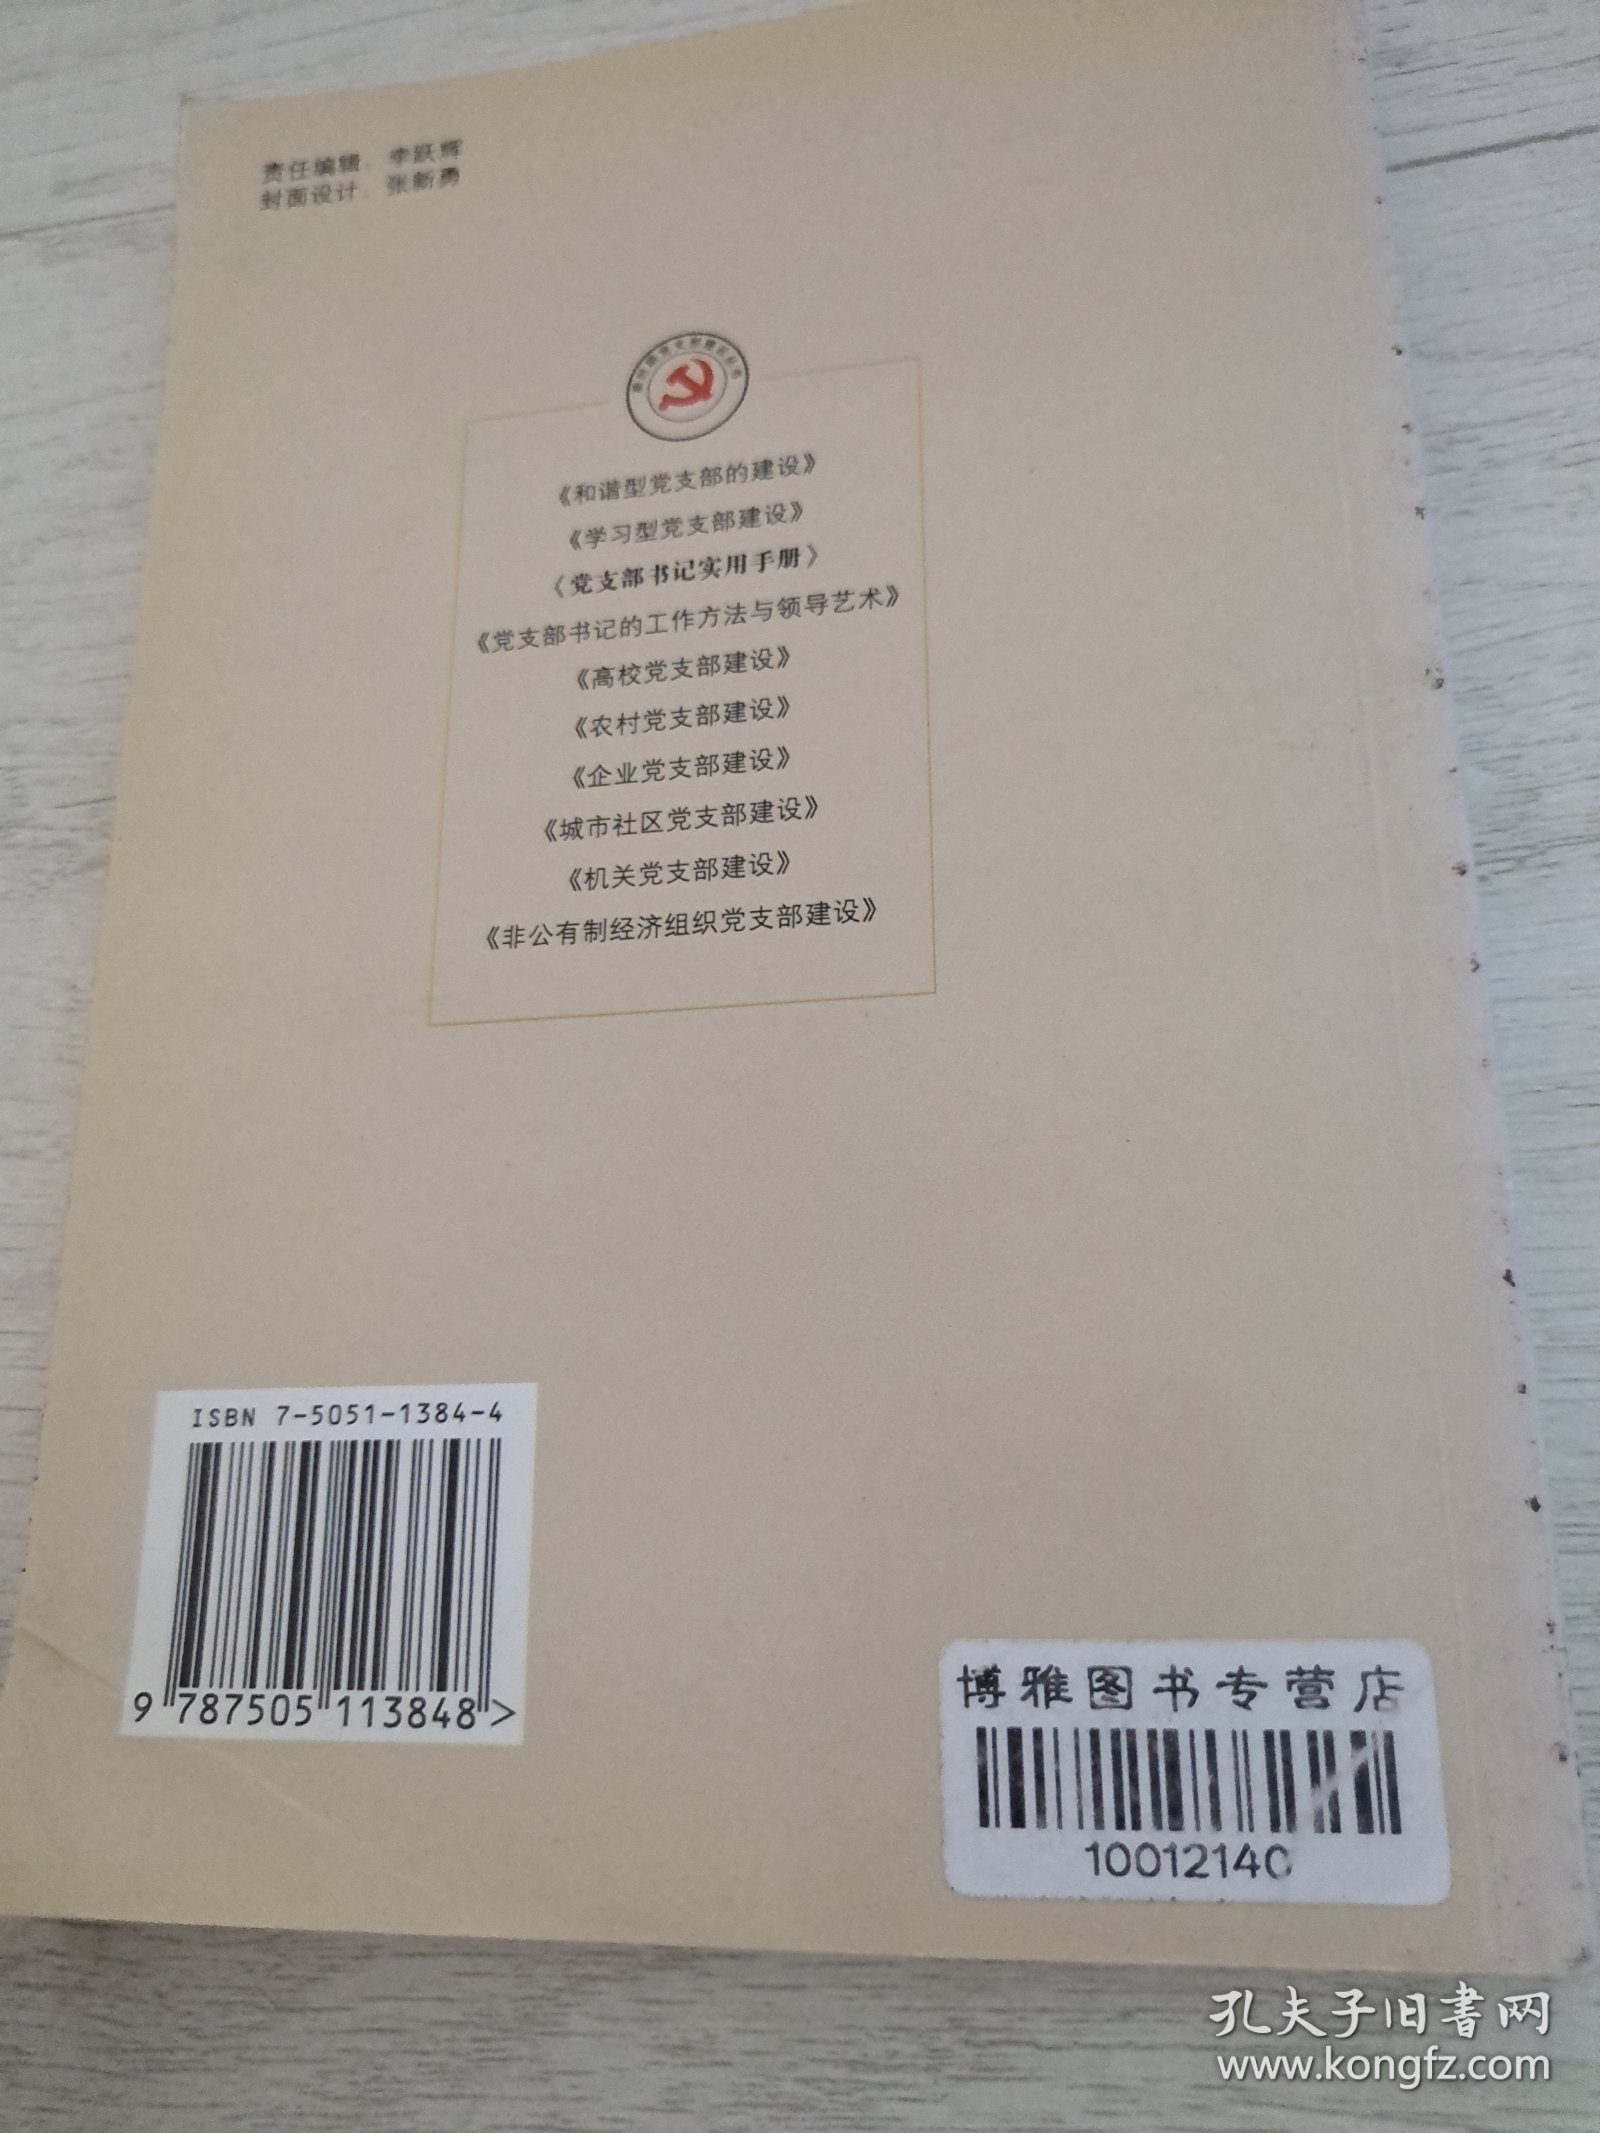 责任编辑：李跃辉
封面设计：张新勇
《和谐型党支部的建设》
《学习型党支部建设》
《党支部书记实用手册》
《党支部书记的工作方法与领导艺术》
《高校党支部建设》
《农村党支部建设》
《企业党支部建设》
《城市社区党支部建设》
《机关党支部建设》
《非公有制经济组织党支部建设》
ISBN 7-5051-1384-4
9 787505 113848 >
博雅图书专营店
10012140
孔夫子旧书网
www.kongfz.com